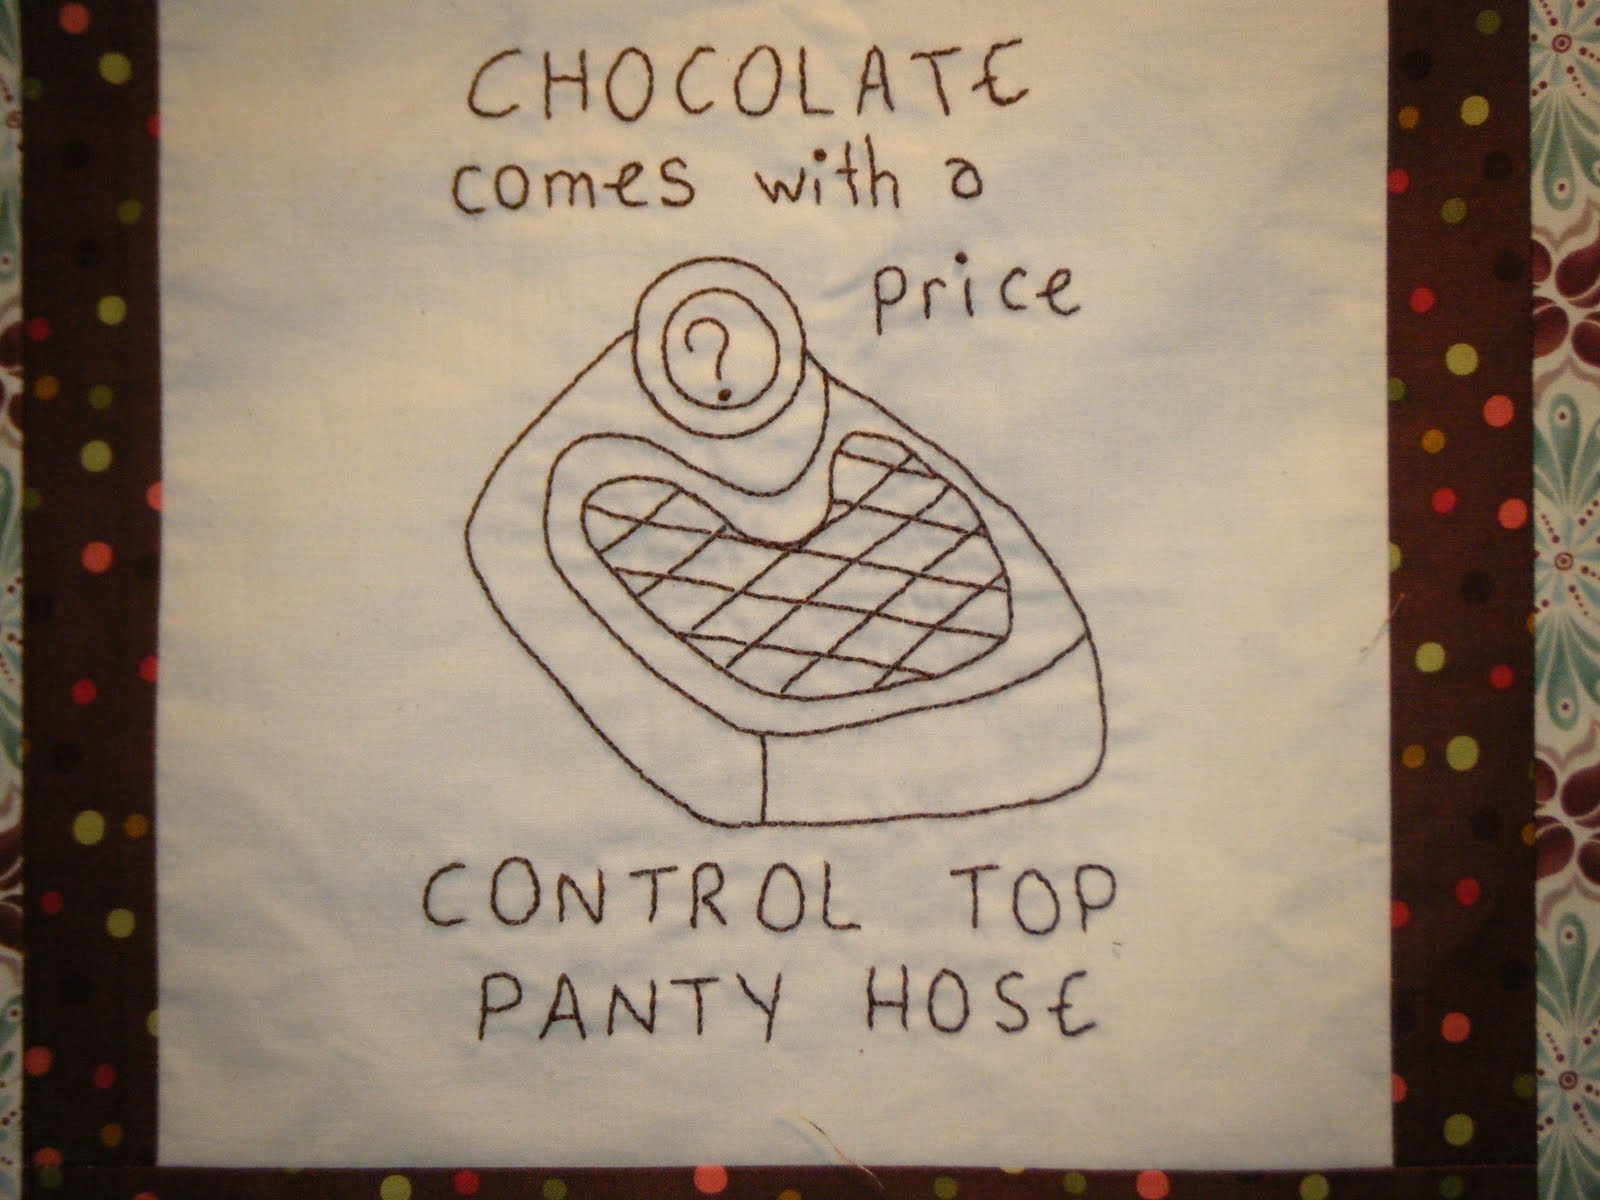 CHOCOLATE
comes with a
price
?
CONTROL TOP
PANTY HOSE